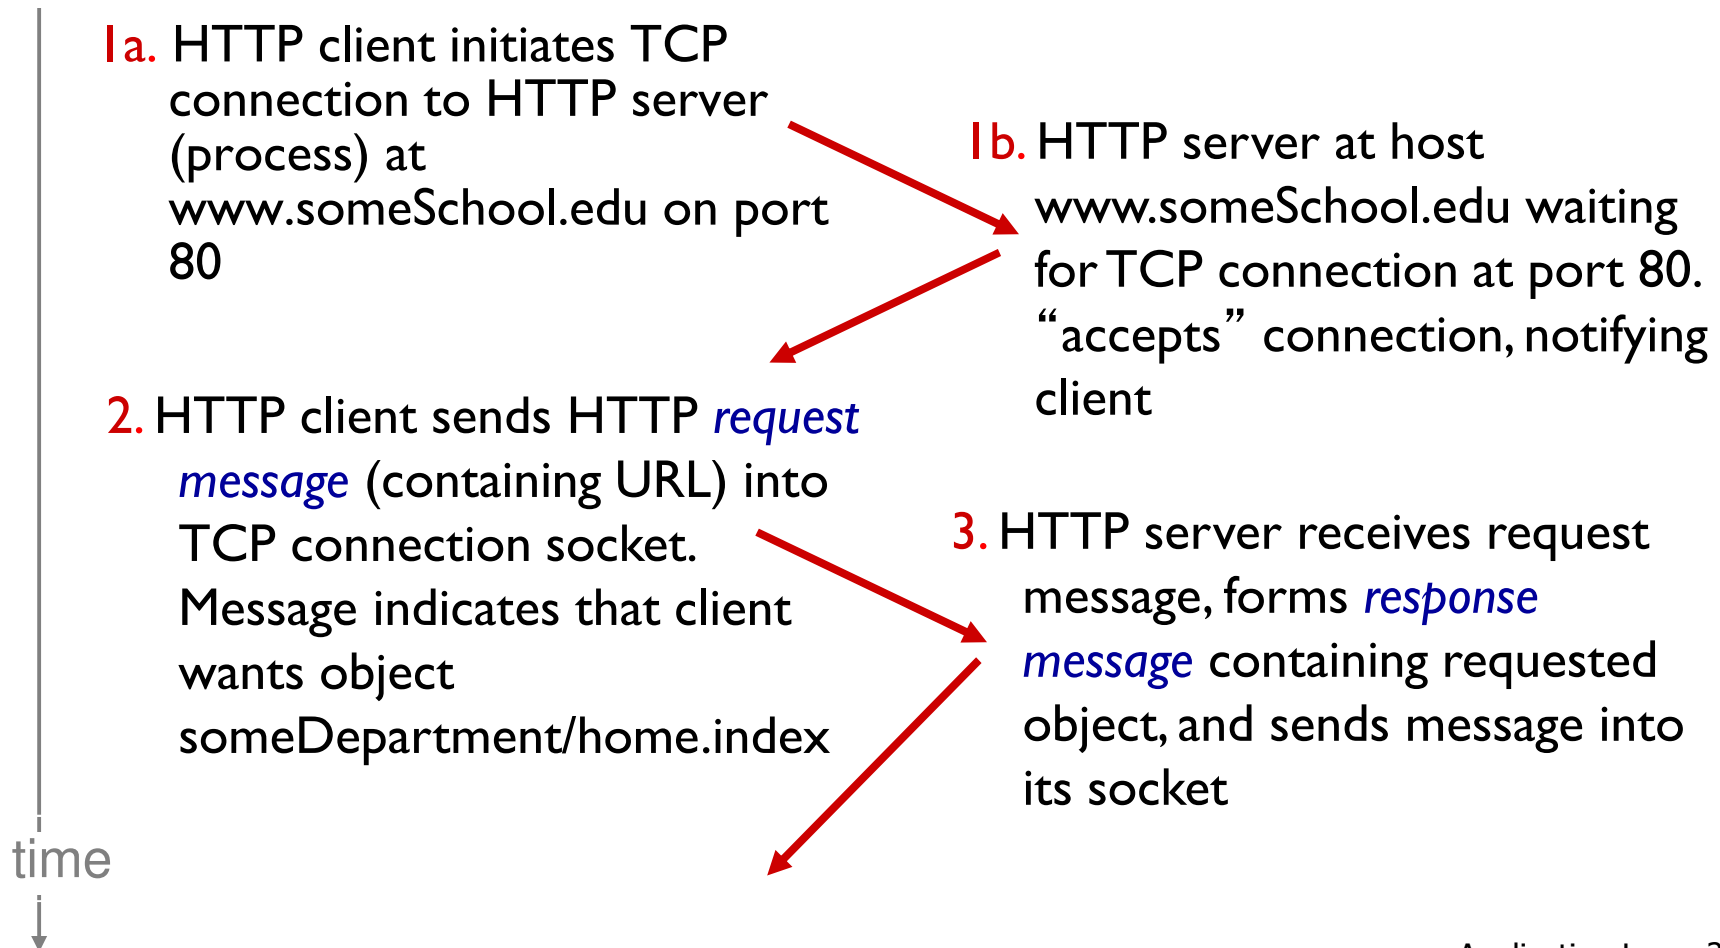 1a. HTTP client initiates TCP
connection to HTTP server
(process) at
www.someSchool.edu on port
80
1b. HTTP server at host
www.someSchool.edu waiting
for TCP connection at port 80.
“accepts” connection, notifying
client
2. HTTP client sends HTTP request
message (containing URL) into
TCP connection socket.
Message indicates that client
wants object
someDepartment/home.index
3. HTTP server receives request
message, forms response
message containing requested
object, and sends message into
its socket
time